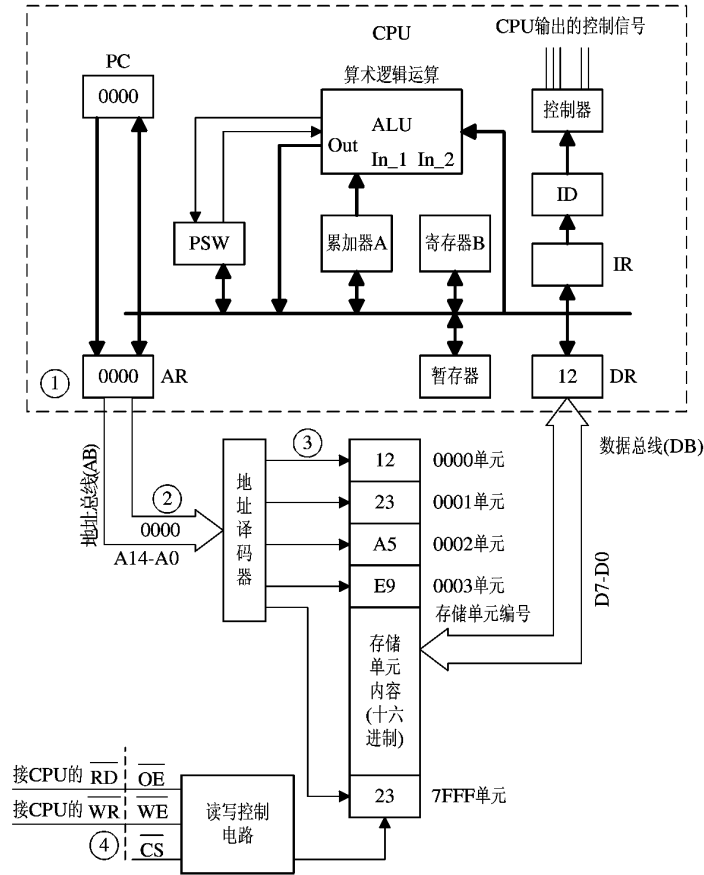 CPU
CPU输出的控制信号
PC
0000
算术逻辑运算
ALU
Out
In_1 In_2
控制器
ID
PSW
累加器A
寄存器B
IR
① 0000 AR
暂存器
12 DR
地址总线(AB)
②
0000
A14-A0
地址译码器
③
12 0000单元
23 0001单元
A5 0002单元
E9 0003单元
数据总线(DB)
D7-D0
存储单元编号
存储
单元
内容
(十六
进制)
23 7FFF单元
接CPU的 RD OE
接CPU的 WR WE
④ CS
读写控制
电路